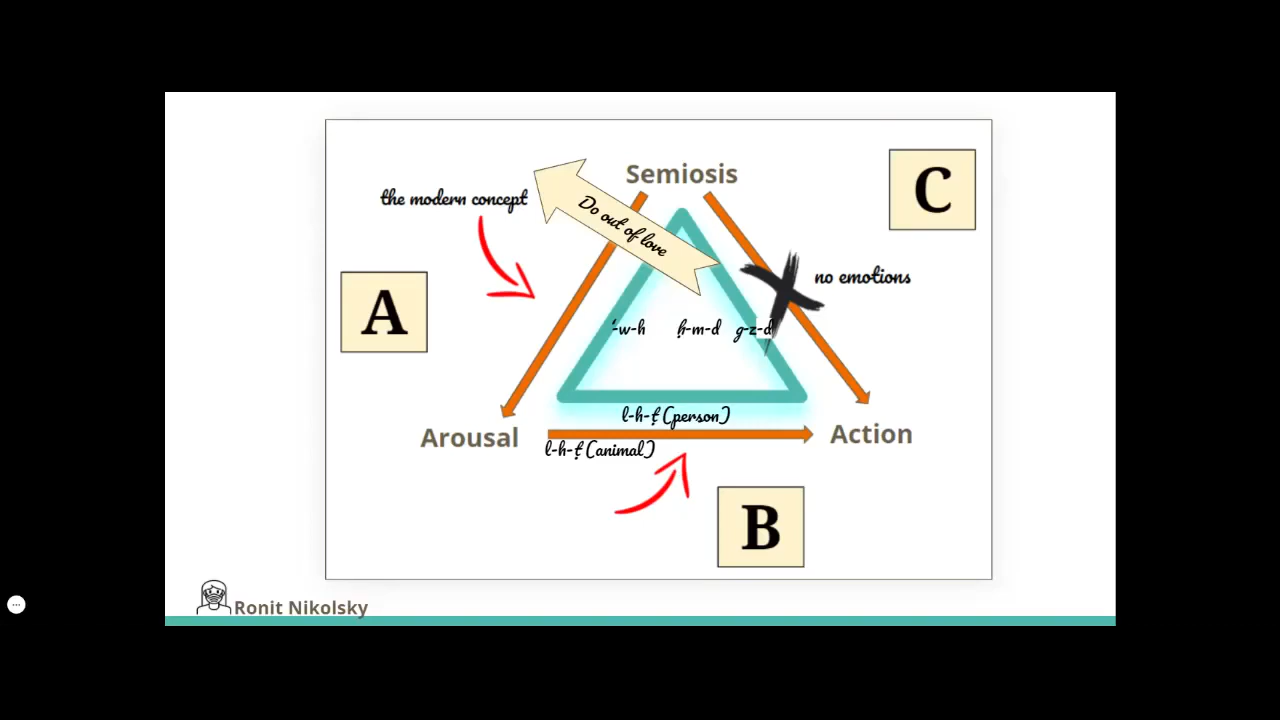 Semiosis
C
the modern concept
Do out of love
no emotions
A
'-w-h ḥ-m-d g-z-d
l-h-ṭ (person)
Arousal
Action
l-h-ṭ (animal)
B
Ronit Nikolsky